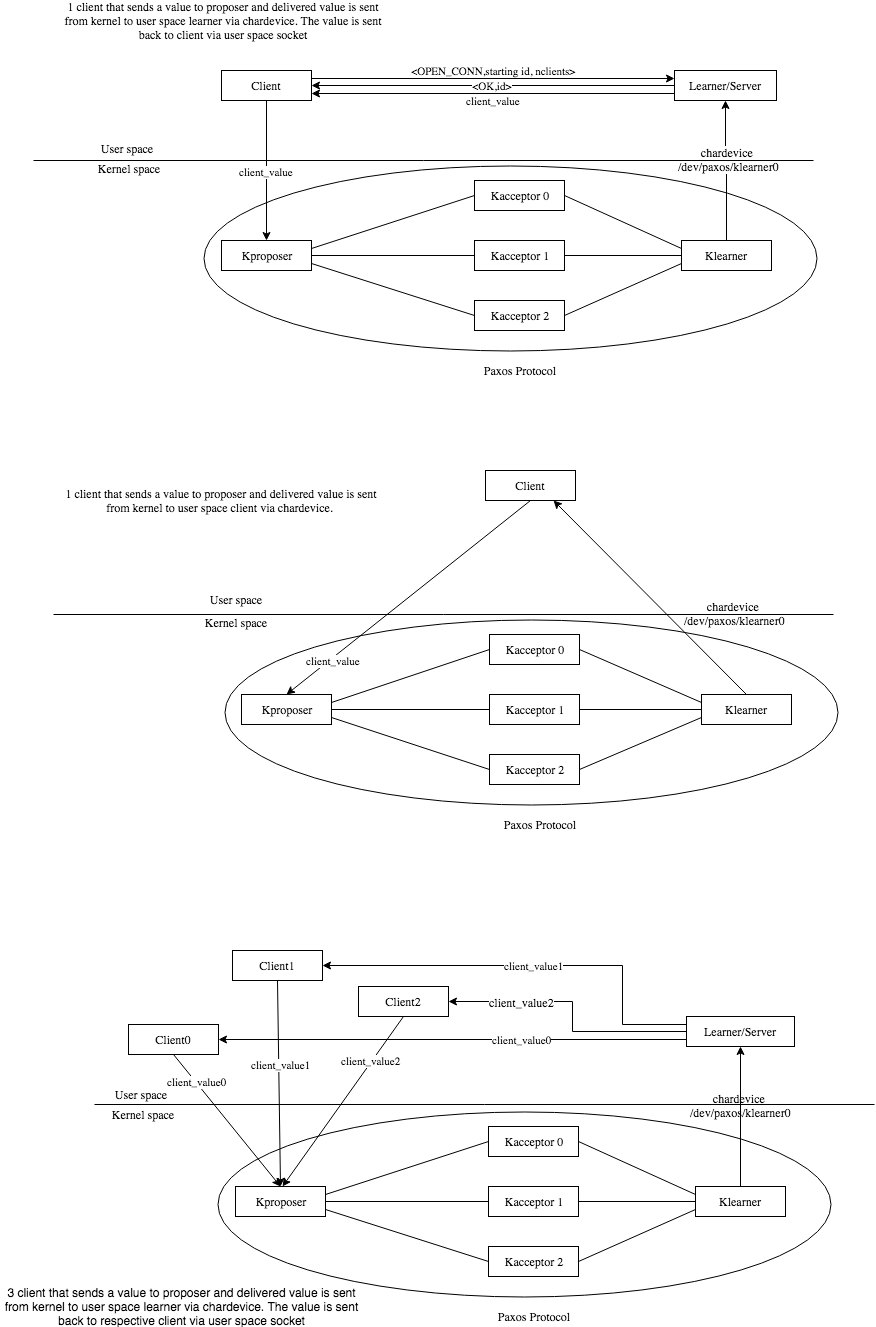 1 client that sends a value to proposer and delivered value is sent
from kernel to user space learner via chardevice. The value is sent
back to client via user space socket
<OPEN_CONN,starting id, nclients>
Client
<OK,id>
Learner/Server
client_value
User space
chardevice
Kernel space
/dev/paxos/klearner0
client_value
Kacceptor 0
Kproposer
Kacceptor 1
Klearner
Kacceptor 2
Paxos Protocol
Client
1 client that sends a value to proposer and delivered value is sent
from kernel to user space client via chardevice.
User space
chardevice
Kernel space
/dev/paxos/klearner0
Kacceptor 0
client_value
Kproposer
Kacceptor 1
Klearner
Kacceptor 2
Paxos Protocol
Client1
client_value1
Client2
client_value2
Learner/Server
Client0
client_value0
client_value1
client_value2
client_value0
User space
chardevice
Kernel space
/dev/paxos/klearner0
Kacceptor 0
Kproposer
Kacceptor 1
Klearner
Kacceptor 2
3 client that sends a value to proposer and delivered value is sent
from kernel to user space learner via chardevice. The value is sent
back to respective client via user space socket
Paxos Protocol